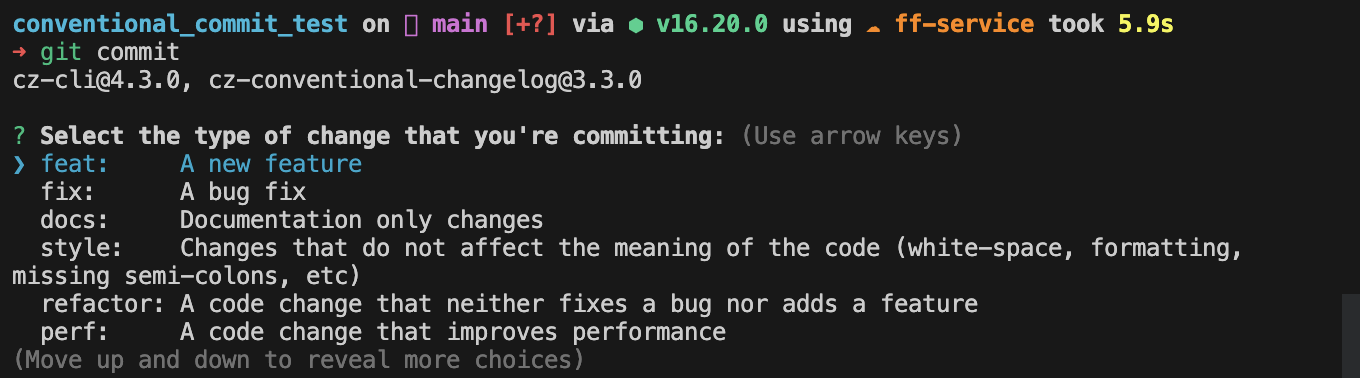 conventional_commit_test on main [+?] via ⬢ v16.20.0 using ☁ ff-service took 5.9s
➜ git commit
cz-cli@4.3.0, cz-conventional-changelog@3.3.0
? Select the type of change that you're committing: (Use arrow keys)
❯ feat: A new feature
fix: A bug fix
docs: Documentation only changes
style: Changes that do not affect the meaning of the code (white-space, formatting,
missing semi-colons, etc)
refactor: A code change that neither fixes a bug nor adds a feature
perf: A code change that improves performance
(Move up and down to reveal more choices)